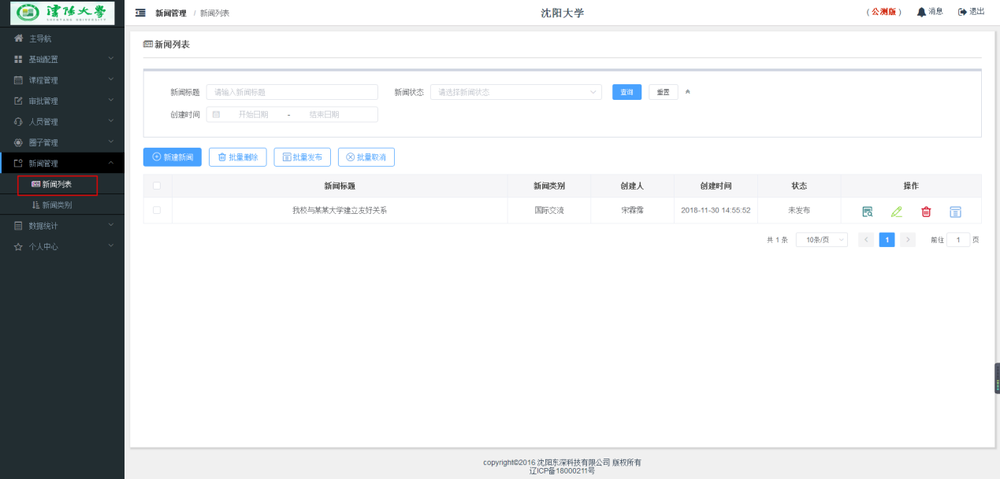 沈阳大学
SHENYANG UNIVERSITY
主导航
基础配置
课程管理
审批管理
人员管理
圈子管理
新闻管理
新闻列表
新闻类别
数据统计
个人中心
新闻管理 / 新闻列表
沈阳大学
（公测版） 消息 退出
新闻列表
新闻标题 请输入新闻标题 新闻状态 请选择新闻状态 查询 重置
创建时间 开始日期 - 结束日期
新建新闻 批量删除 批量发布 批量取消
新闻标题 新闻类别 创建人 创建时间 状态 操作
我校与某某大学建立友好关系 国际交流 宋霖霈 2018-11-30 14:55:52 未发布
共 1 条 10条/页 < 1 > 前往 1 页
copyright©2016 沈阳东深科技有限公司 版权所有
辽ICP备18000211号